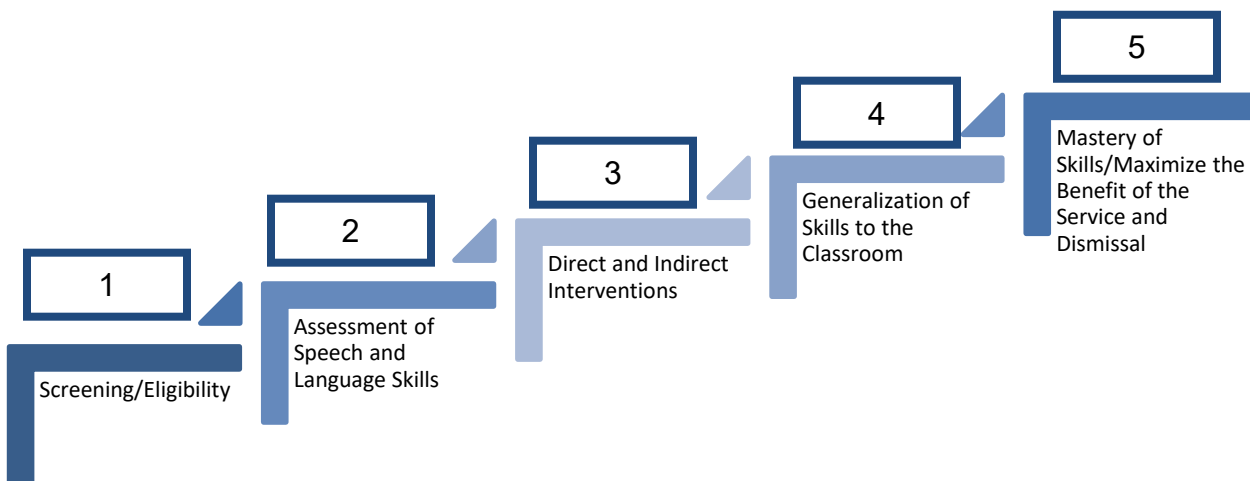 1
Screening/Eligibility
2
Assessment of
Speech and
Language Skills
3
Direct and Indirect
Interventions
4
Generalization of
Skills to the
Classroom
5
Mastery of
Skills/Maximize the
Benefit of the
Service and
Dismissal